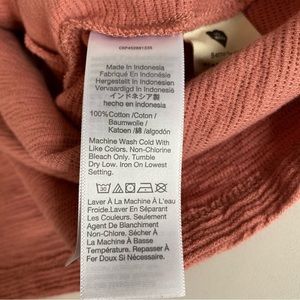 Made In Indonesia
Fabriqué En Indonésie
Hergestellt In Indonesien
Vervaardigd In Indonesië
インドネシア製
hecho en indonesia
100%Cotton /Coton /
Baumwolle /
Katoen /綿 /algodón
Machine Wash Cold With
Like Colors. Non-Chlorine
Bleach Only. Tumble
Dry Low. Iron On Lowest
Setting.
Laver À La Machine À L'eau
Froide.Laver En Séparant
Les Couleurs. Seulement
Agent De Blanchiment
Non-Chlore. Sécher À
La Machine À Basse
Température. Repasser À
Fer Doux Si Nécessaire.